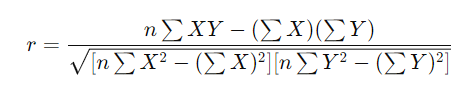 r = \frac{n \sum XY - (\sum X)(\sum Y)}{\sqrt{[n \sum X^2 - (\sum X)^2][n \sum Y^2 - (\sum Y)^2]}}